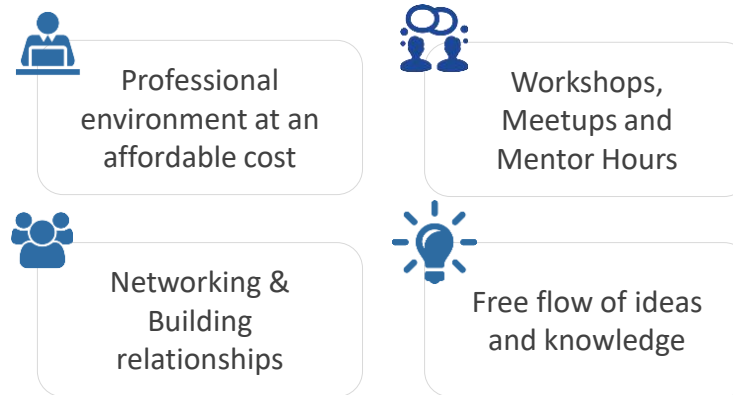 Professional
environment at an
affordable cost
Workshops,
Meetups and
Mentor Hours
Networking &
Building
relationships
Free flow of ideas
and knowledge